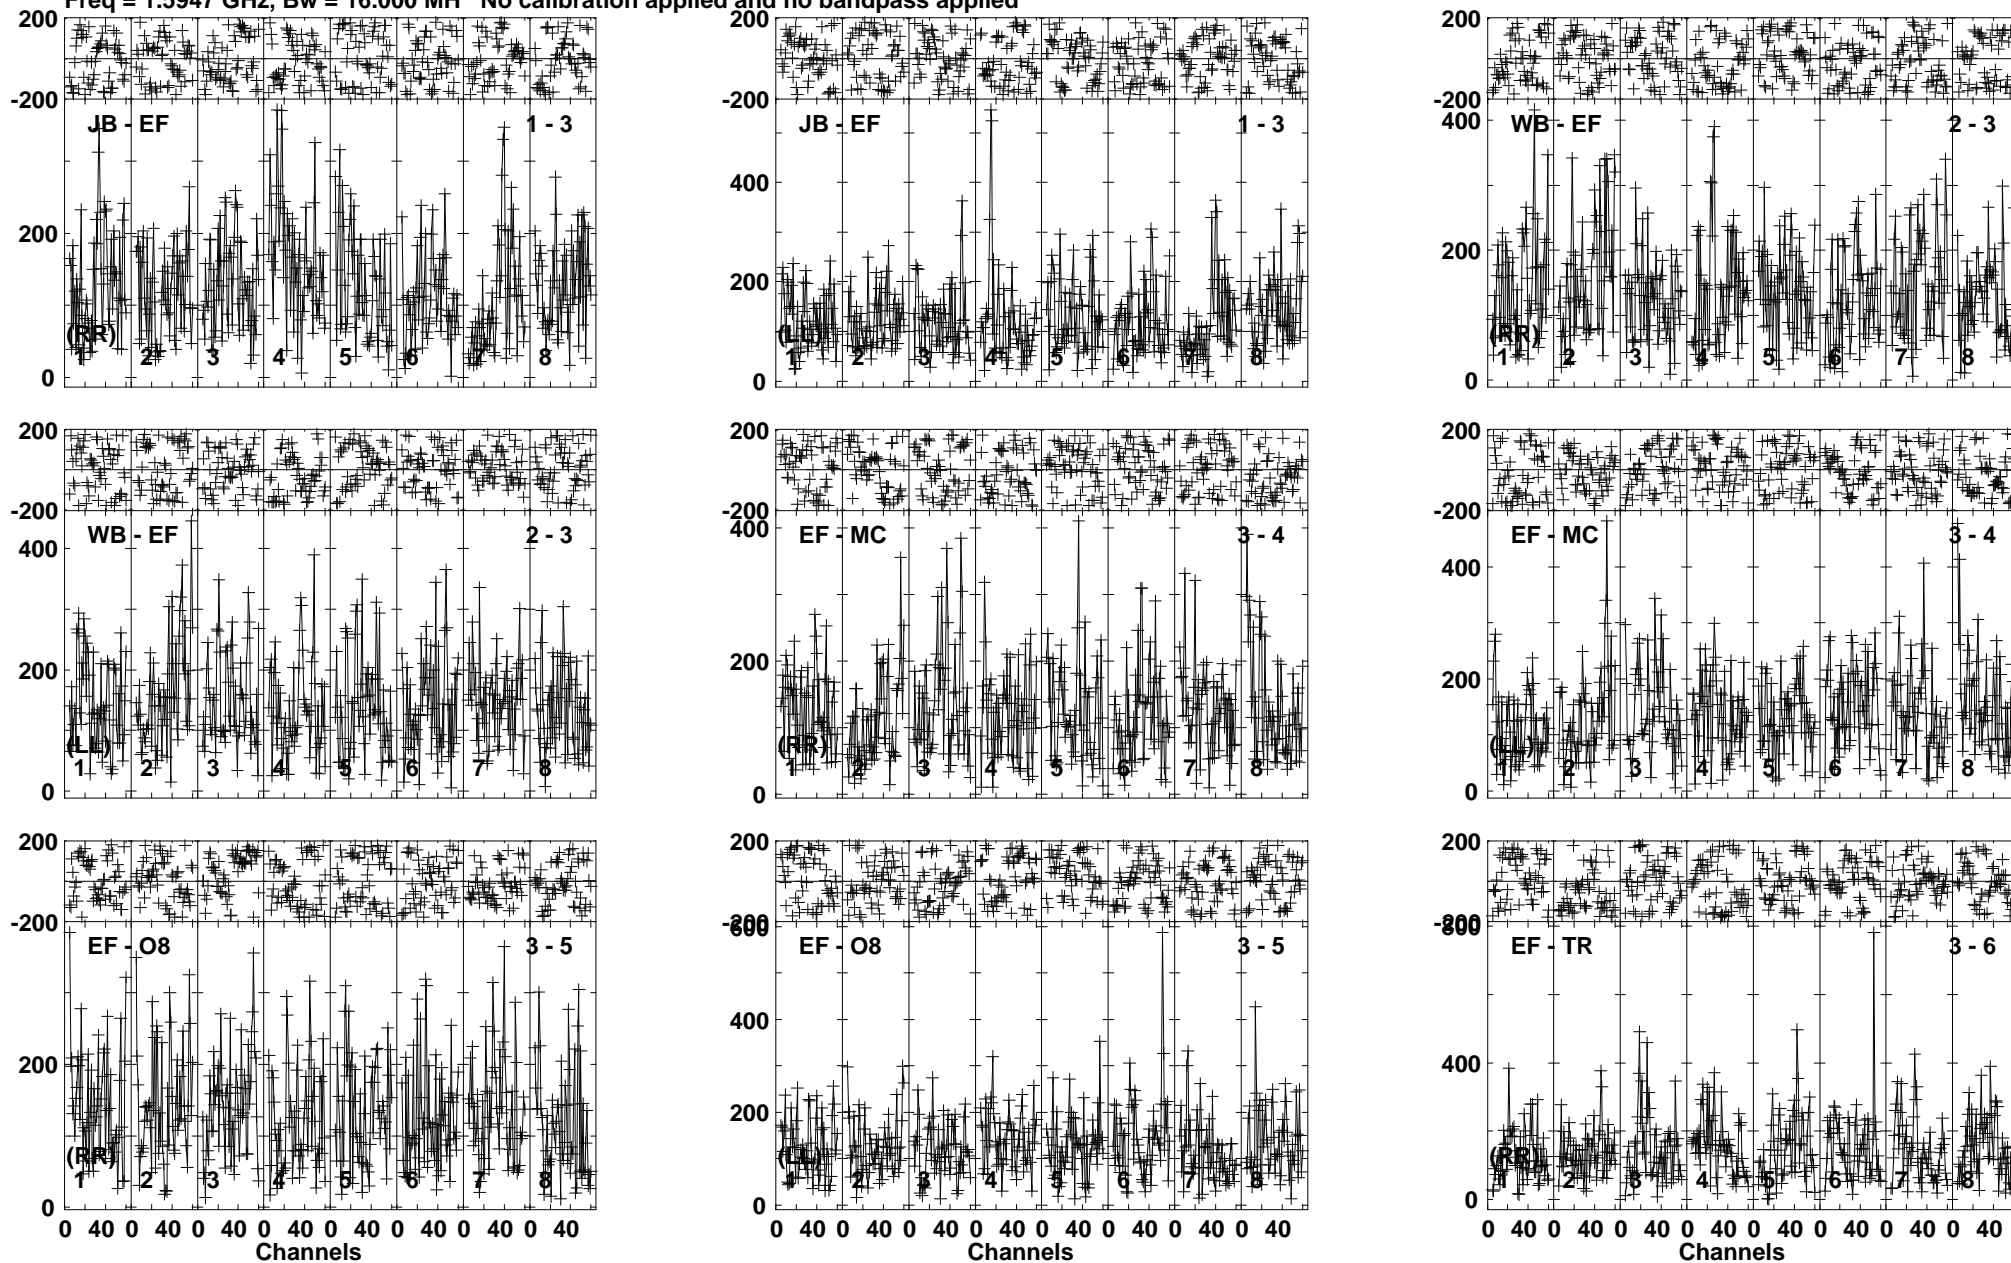 Freq = 1.5947 GHz, Bw = 16.000 MH No calibration applied and no bandpass applied
200 200 200
-200 -200 -200
JB - EF 1 - 3 JB - EF 1 - 3 WB - EF 2 - 3
400 400
200 200 200
(RR) (LL) (RR)
1 2 3 4 5 6 7 8 1 2 3 4 5 6 7 8 1 2 3 4 5 6 7 8
0 0 0
200 200 200
-200 -200 -200
WB - EF 2 - 3 EF - MC 3 - 4 EF - MC 3 - 4
400 400 400
200 200 200
(LL) (RR) (LL)
1 2 3 4 5 6 7 8 1 2 3 4 5 6 7 8 1 2 3 4 5 6 7 8
0 0 0
200 200 200
-200 -200 -200
600 800
EF - O8 3 - 5 EF - O8 3 - 5 EF - TR 3 - 6
400 400
200 200
(RR) (LL) (RR)
1 2 3 4 5 6 7 8 1 2 3 4 5 6 7 8 1 2 3 4 5 6 7 8
0 0 0
0 40 0 40 0 40 0 40 0 40 0 40 0 40 0 40 0 40 0 40 0 40 0 40 0 40 0 40 0 40 0 40 0 40 0 40 0 40 0 40 0 40 0 40 0 40 0 40
Channels Channels Channels